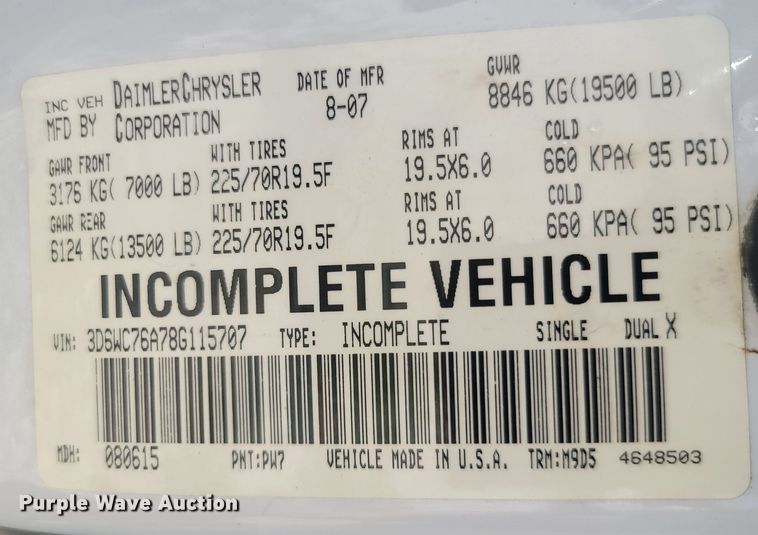 INC VEH DAIMLERCHRYSLER DATE OF MFR GVWR
MFD BY CORPORATION 8-07 8846 KG(19500 LB)
GAWR FRONT WITH TIRES RIMS AT COLD
3176 KG( 7000 LB) 225/70R19.5F 19.5X6.0 660 KPA( 95 PSI)
GAWR REAR WITH TIRES RIMS AT COLD
6124 KG(13500 LB) 225/70R19.5F 19.5X6.0 660 KPA( 95 PSI)
INCOMPLETE VEHICLE
VIN: 3D6WC76A78G115707 TYPE: INCOMPLETE SINGLE DUAL X
MDH: 080615 PNT:PW7 VEHICLE MADE IN U.S.A. TRM:M9D5 4648503
Purple Wave Auction